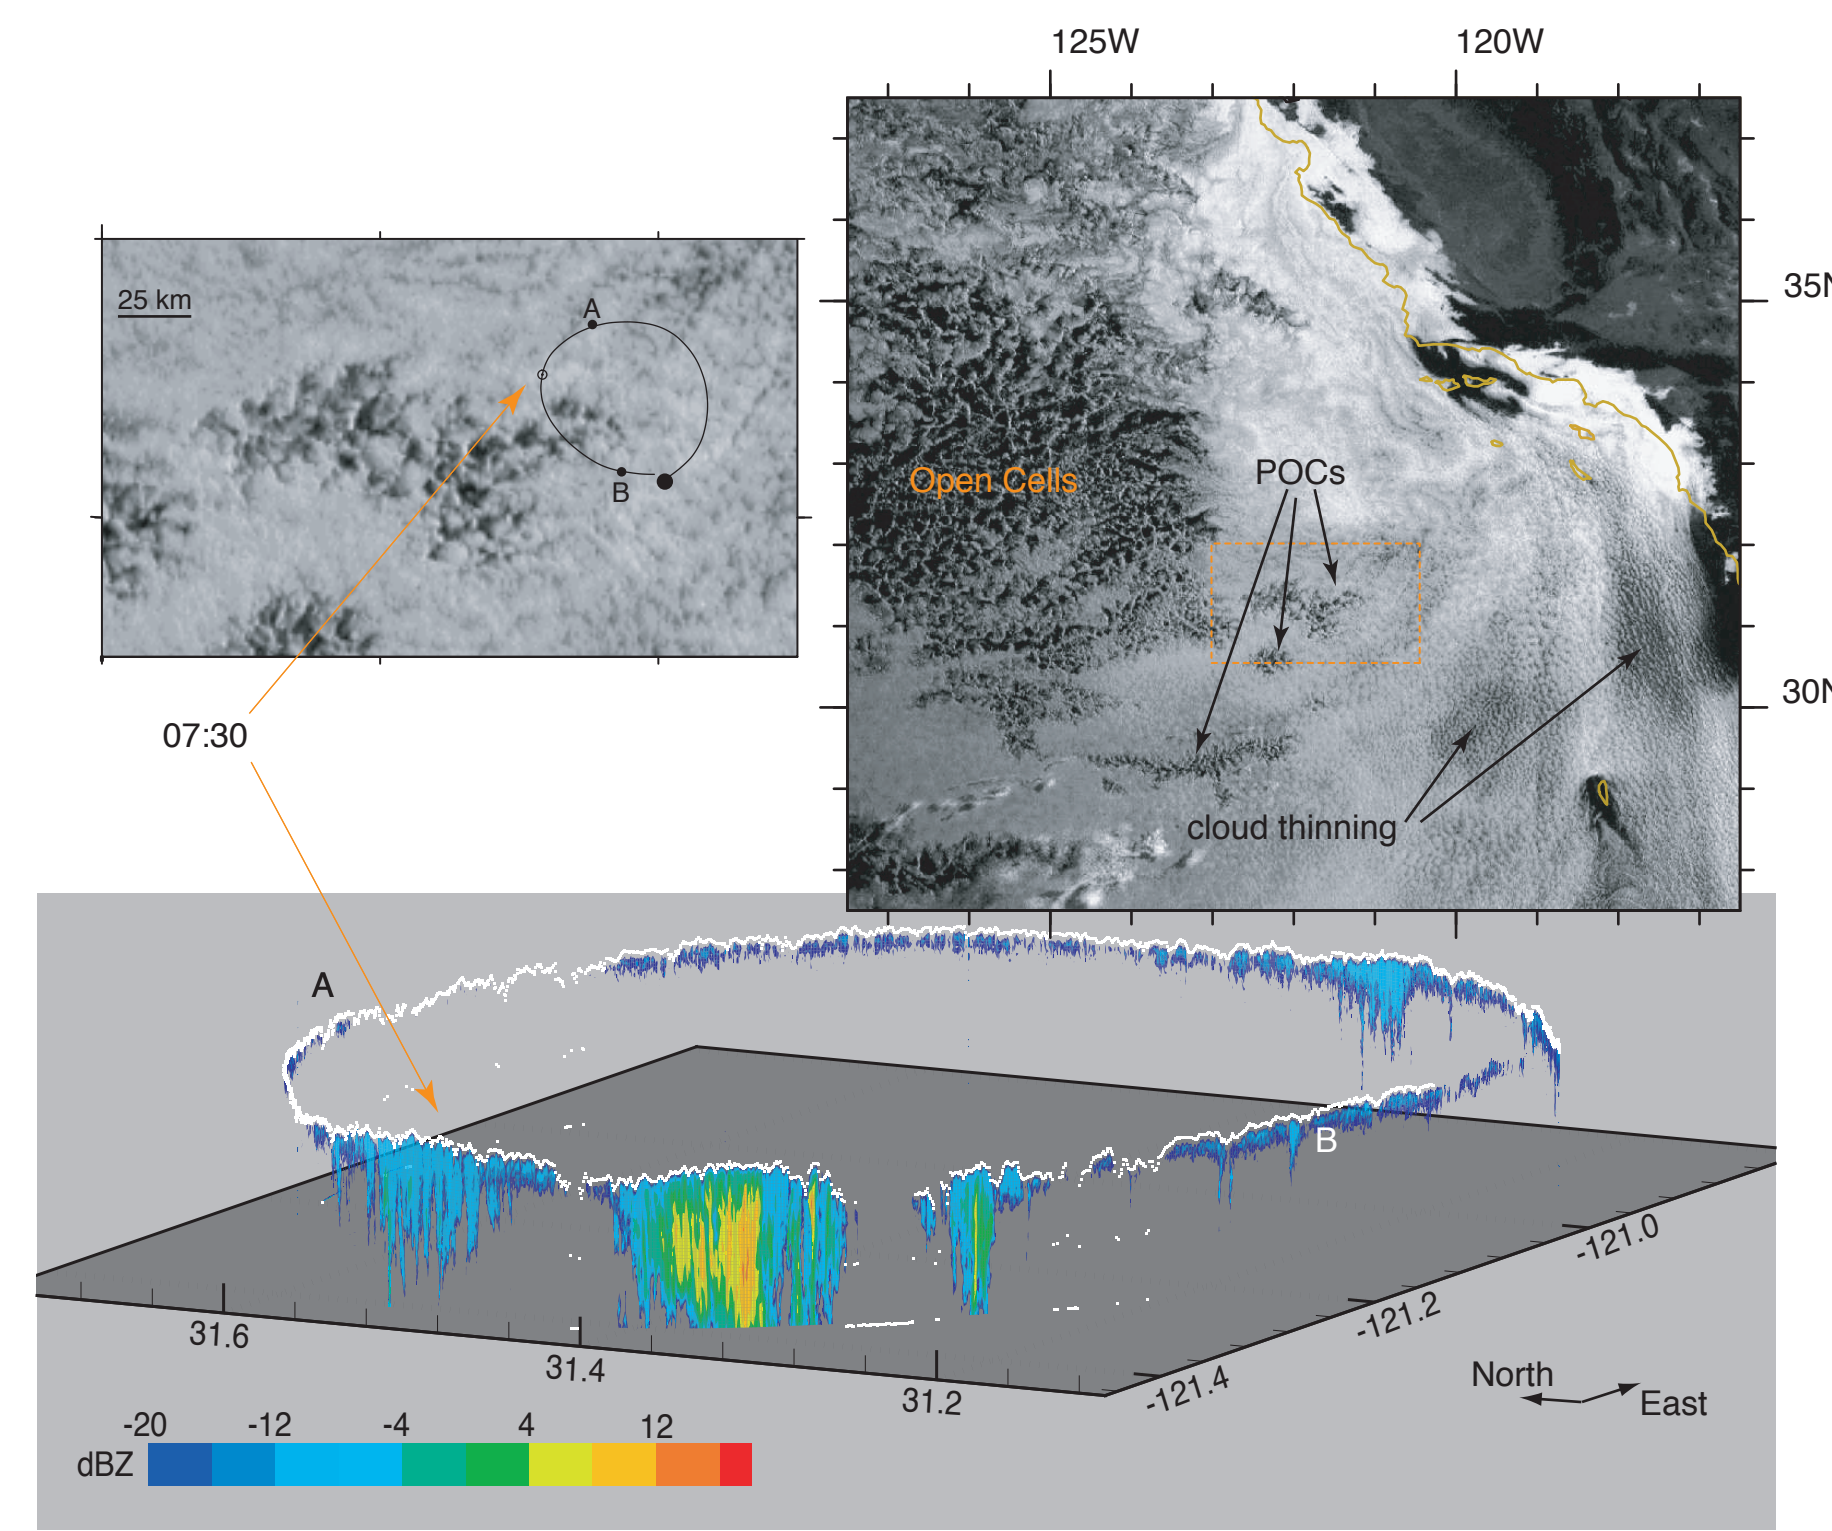 125W
120W
35N
30N
25 km
A
B
Open Cells
POCs
cloud thinning
07:30
A
B
31.6
31.4
31.2
-121.4
-121.2
-121.0
North
East
-20
-12
-4
4
12
dBZ